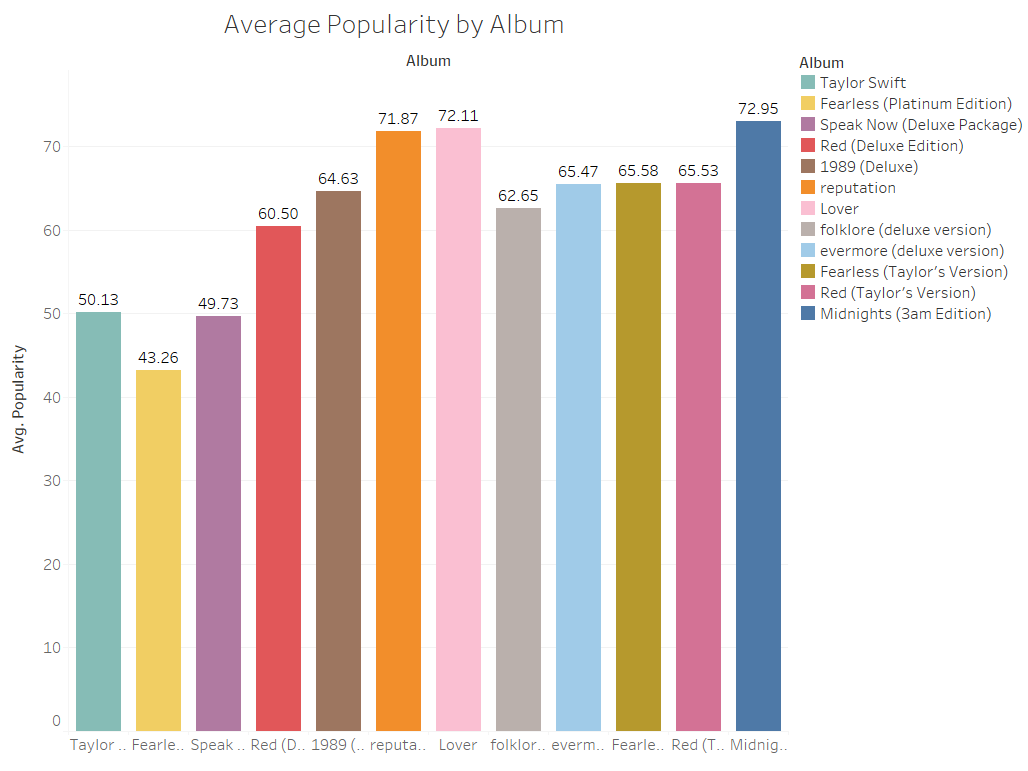 Average Popularity by Album
Album
Avg. Popularity
70
60
50
40
30
20
10
0
50.13
43.26
49.73
60.50
64.63
71.87
72.11
62.65
65.47
65.58
65.53
72.95
Taylor ..
Fearle..
Speak ..
Red (D..
1989 (..
reputa..
Lover
folklor..
everm..
Fearle..
Red (T..
Midnig..
Album
Taylor Swift
Fearless (Platinum Edition)
Speak Now (Deluxe Package)
Red (Deluxe Edition)
1989 (Deluxe)
reputation
Lover
folklore (deluxe version)
evermore (deluxe version)
Fearless (Taylor’s Version)
Red (Taylor’s Version)
Midnights (3am Edition)